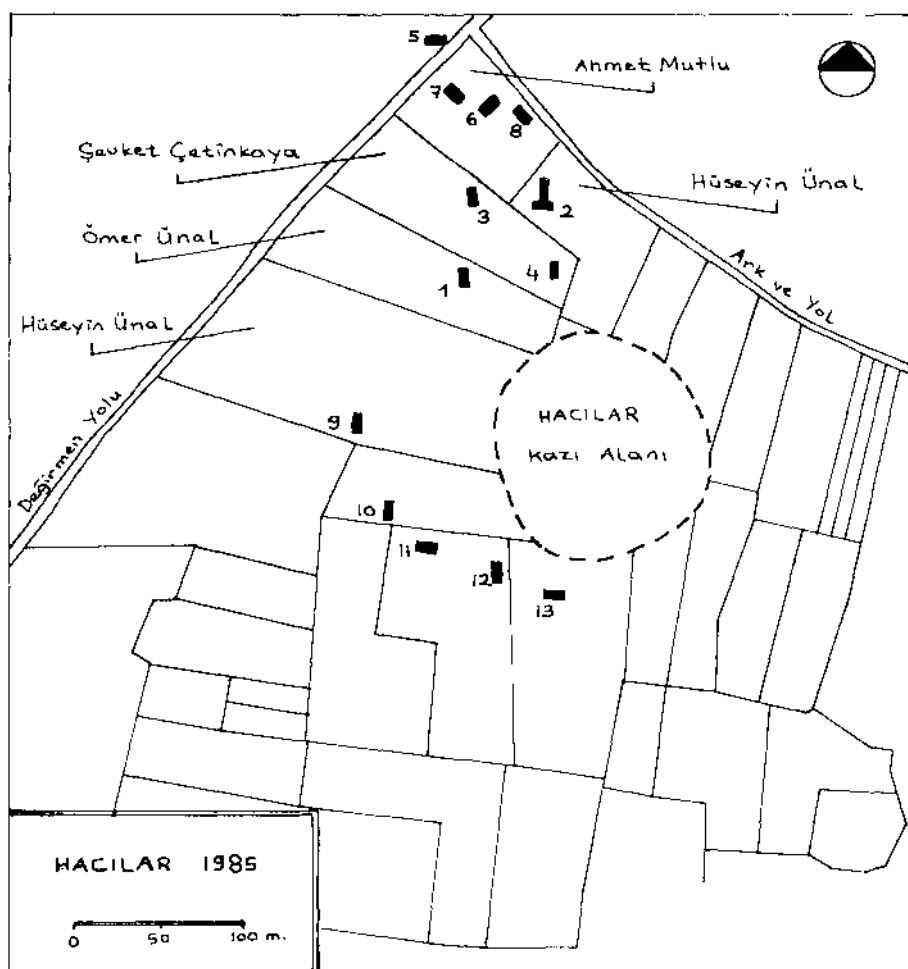 5
Ahmet Mutlu
7
6
8
Şevket Çetinkaya
Hüseyin Ünal
3
2
Ömer Ünal
1
4
Ark ve Yol
Hüseyin Ünal
Değirmen Yolu
9
HACILAR
Kazı Alanı
10
11
12
13
HACILAR 1985
0 50 100 m.